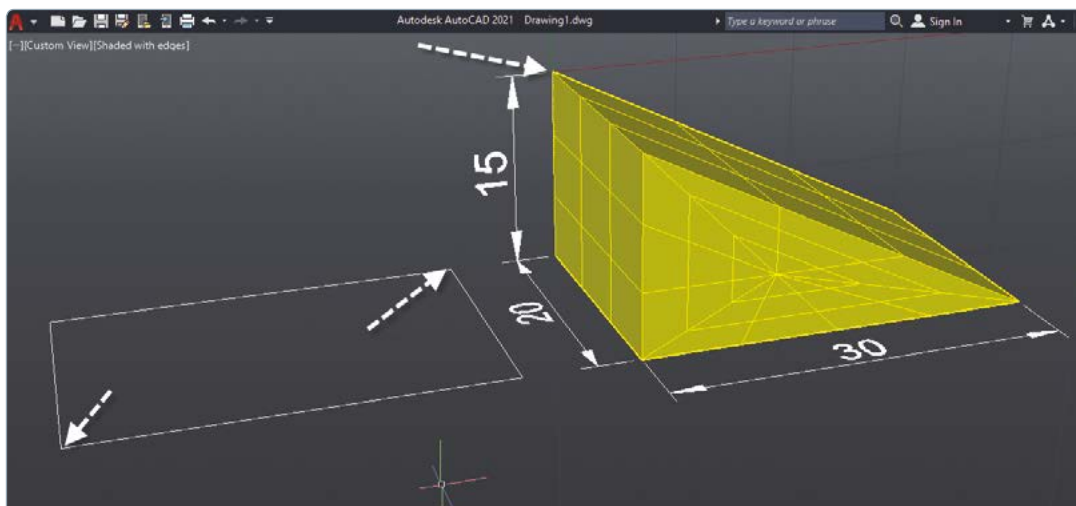 Autodesk AutoCAD 2021 Drawing1.dwg
Type a keyword or phrase
Sign In
[−][Custom View][Shaded with edges]
15
20
30